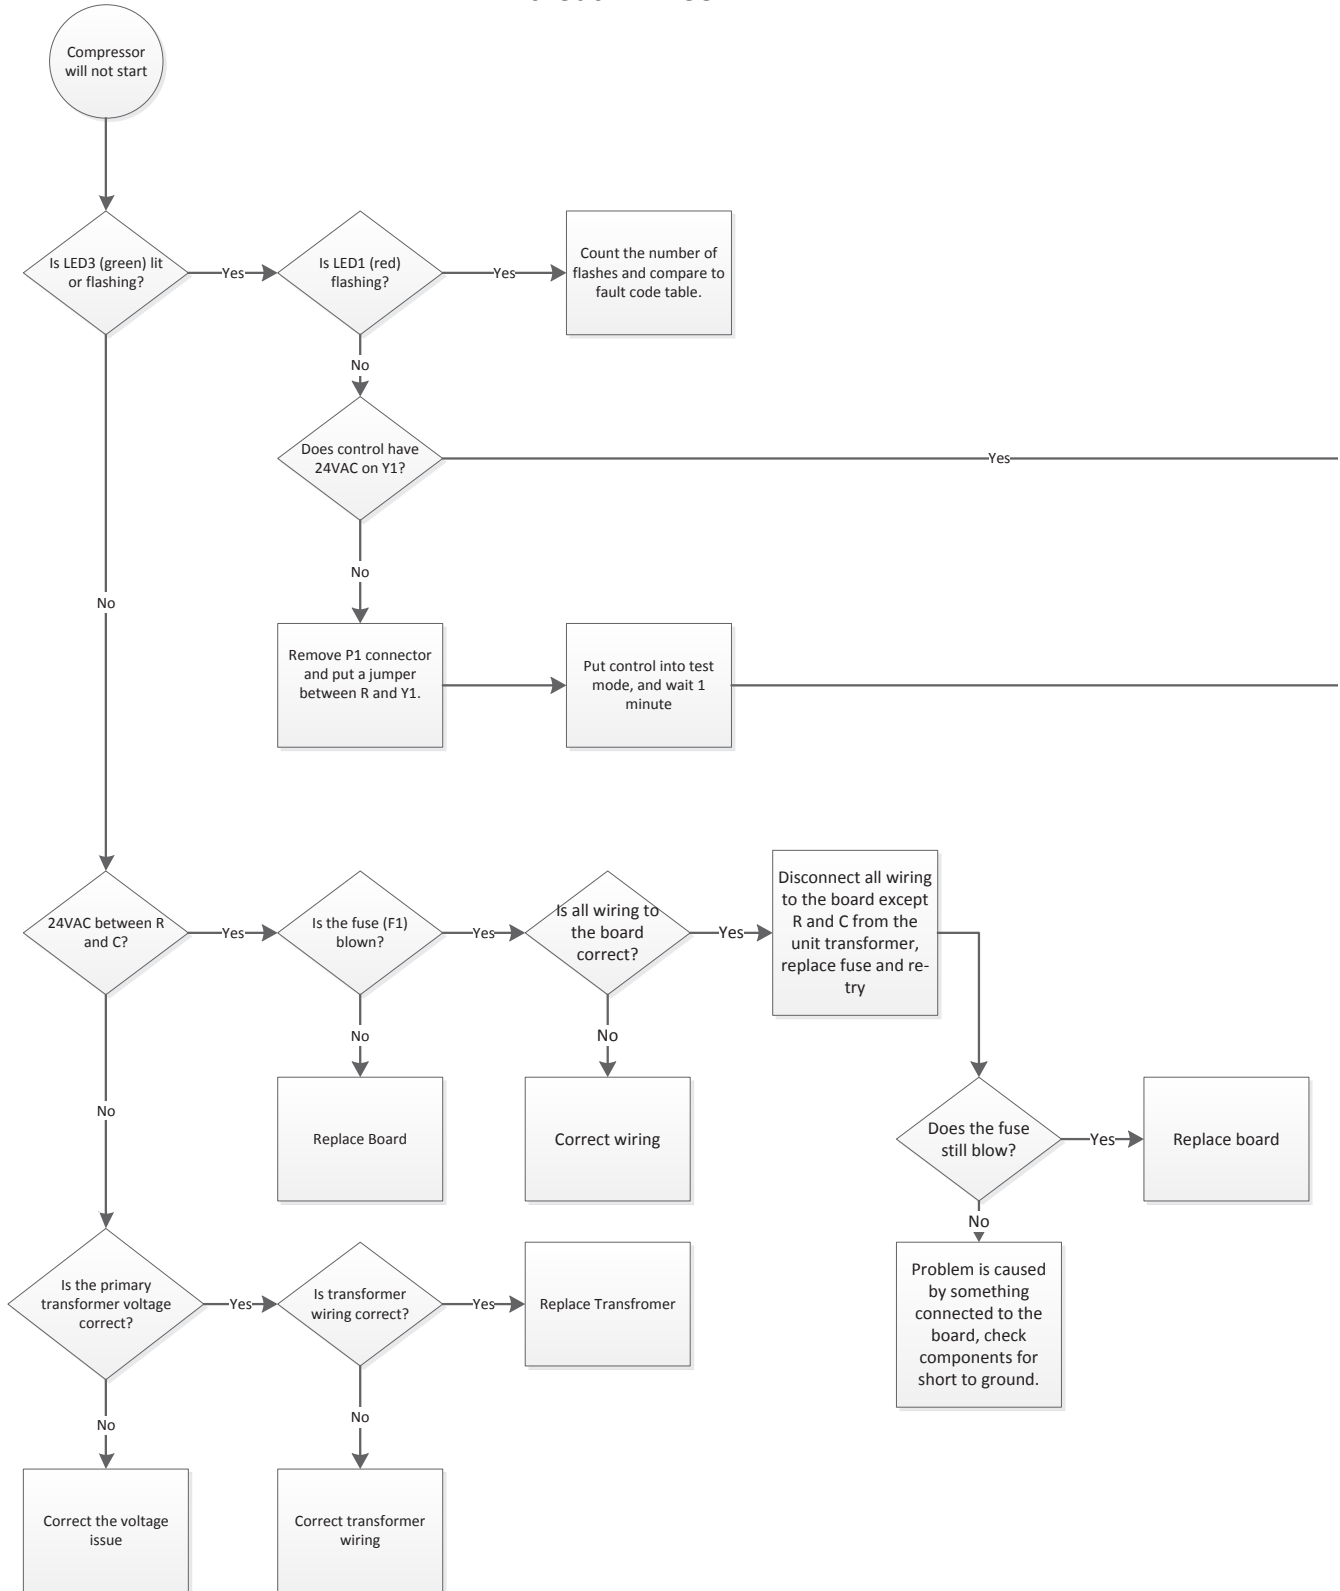 Compressor
will not start
Is LED3 (green) lit
or flashing?
Yes
Is LED1 (red)
flashing?
Yes
Count the number of
flashes and compare to
fault code table.
No
Does control have
24VAC on Y1?
Yes
No
No
Remove P1 connector
and put a jumper
between R and Y1.
Put control into test
mode, and wait 1
minute
24VAC between R
and C?
Yes
Is the fuse (F1)
blown?
Yes
Is all wiring to
the board
correct?
Yes
Disconnect all wiring
to the board except
R and C from the
unit transformer,
replace fuse and re-
try
No
No
No
Replace Board
Correct wiring
Does the fuse
still blow?
Yes
Replace board
No
Is the primary
transformer voltage
correct?
Yes
Is transformer
wiring correct?
Yes
Replace Transfromer
Problem is caused
by something
connected to the
board, check
components for
short to ground.
No
No
Correct the voltage
issue
Correct transformer
wiring